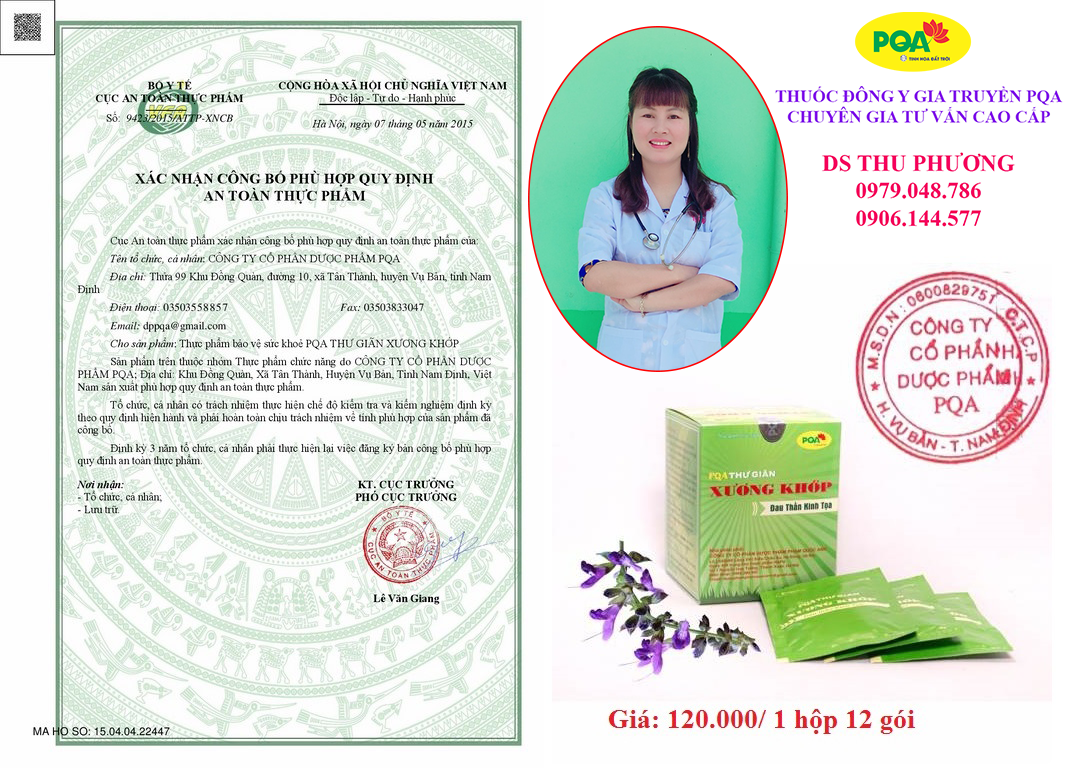 BỘ Y TẾ
CỤC AN TOÀN THỰC PHẨM
VFA
Số: 9423/2015/ATTP-XNCB
CỘNG HÒA XÃ HỘI CHỦ NGHĨA VIỆT NAM
Độc lập - Tự do - Hạnh phúc
Hà Nội, ngày 07 tháng 05 năm 2015
XÁC NHẬN CÔNG BỐ PHÙ HỢP QUY ĐỊNH
AN TOÀN THỰC PHẨM
Cục An toàn thực phẩm xác nhận công bố phù hợp quy định an toàn thực phẩm của:
Tên tổ chức, cá nhân: CÔNG TY CỔ PHẦN DƯỢC PHẨM PQA
Địa chỉ: Thửa 99 Khu Đồng Quàn, đường 10, xã Tân Thành, huyện Vụ Bản, tỉnh Nam
Định
Điện thoại: 03503558857 Fax: 03503833047
Email: dppqa@gmail.com
Cho sản phẩm: Thực phẩm bảo vệ sức khoẻ PQA THƯ GIÃN XƯƠNG KHỚP
Sản phẩm trên thuộc nhóm Thực phẩm chức năng do CÔNG TY CỔ PHẦN DƯỢC
PHẨM PQA; Địa chỉ: Khu Đồng Quàn, Xã Tân Thành, Huyện Vụ Bản, Tỉnh Nam Định, Việt
Nam sản xuất phù hợp quy định an toàn thực phẩm.
Tổ chức, cá nhân có trách nhiệm thực hiện chế độ kiểm tra và kiểm nghiệm định kỳ
theo quy định hiện hành và phải hoàn toàn chịu trách nhiệm về tính phù hợp của sản phẩm đã
công bố.
Định kỳ 3 năm tổ chức, cá nhân phải thực hiện lại việc đăng ký bản công bố phù hợp
quy định an toàn thực phẩm.
Nơi nhận:
- Tổ chức, cá nhân;
- Lưu trữ.
KT. CỤC TRƯỞNG
PHÓ CỤC TRƯỞNG
BỘ Y TẾ
CỤC AN TOÀN THỰC PHẨM
Lê Văn Giang
MA HO SO: 15.04.04.22447
PQA
TINH HOA ĐẤT TRỜI
THUỐC ĐÔNG Y GIA TRUYỀN PQA
CHUYÊN GIA TƯ VẤN CAO CẤP
DS THU PHƯƠNG
0979.048.786
0906.144.577
M.S.D.N: 0600829751 C.T.C.P
CÔNG TY
CỔ PHẦN
DƯỢC PHẨM
PQA
H. VỤ BẢN - T. NAM ĐỊNH
PQA
PQA THƯ GIÃN
XƯƠNG KHỚP
Đau Thần Kinh Tọa
PQA THƯ GIÃN
XƯƠNG KHỚP
Giá: 120.000/ 1 hộp 12 gói